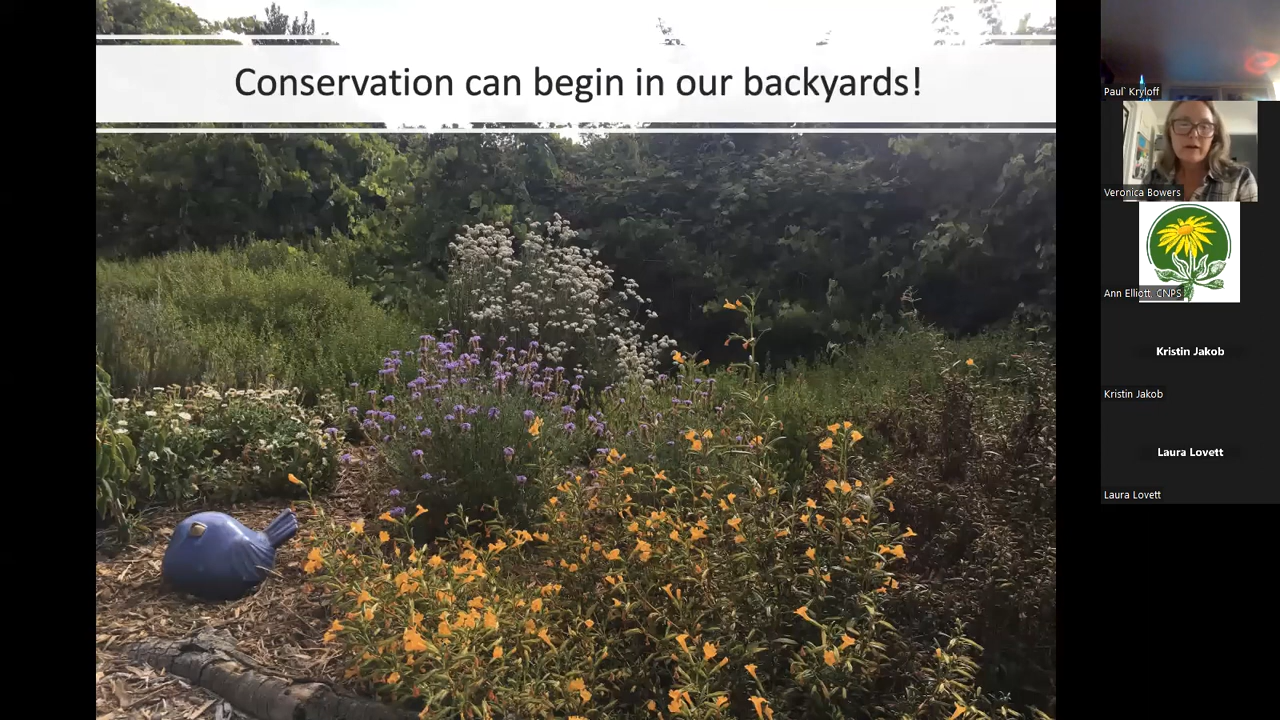 Conservation can begin in our backyards!
Paul` Kryloff
Veronica Bowers
Ann Elliott, CNPS
Kristin Jakob
Kristin Jakob
Laura Lovett
Laura Lovett